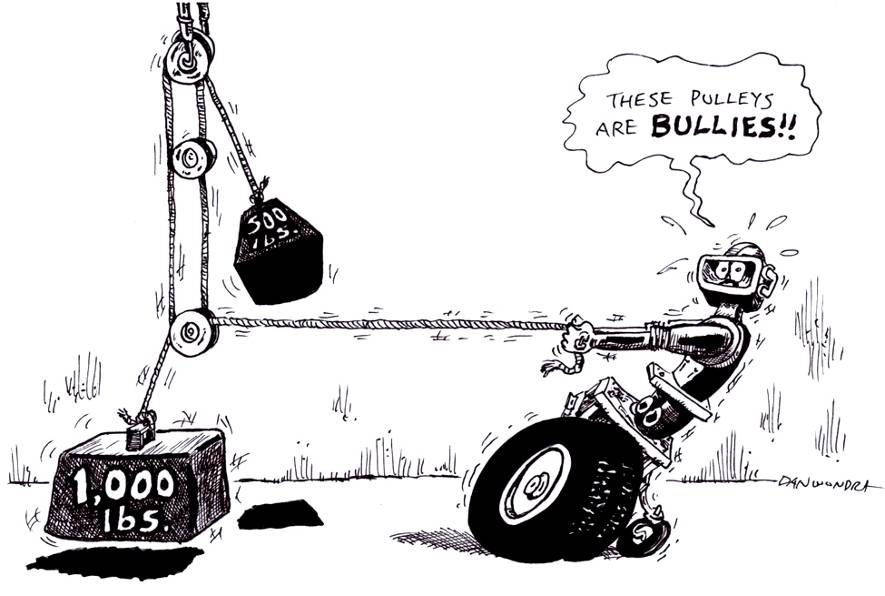 THESE PULLEYS
ARE BULLIES!!
500
lbs.
1,000
lbs.
DANWONDRA